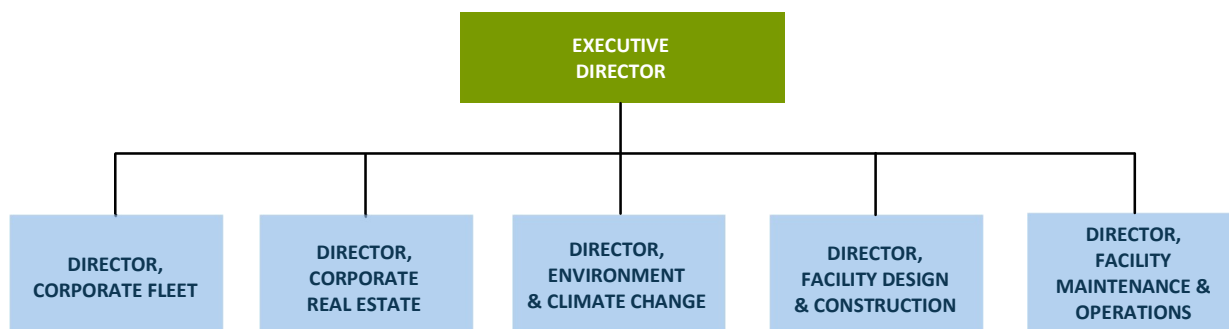 EXECUTIVE
DIRECTOR
DIRECTOR,
CORPORATE FLEET
DIRECTOR,
CORPORATE
REAL ESTATE
DIRECTOR,
ENVIRONMENT
& CLIMATE CHANGE
DIRECTOR,
FACILITY DESIGN
& CONSTRUCTION
DIRECTOR,
FACILITY
MAINTENANCE &
OPERATIONS